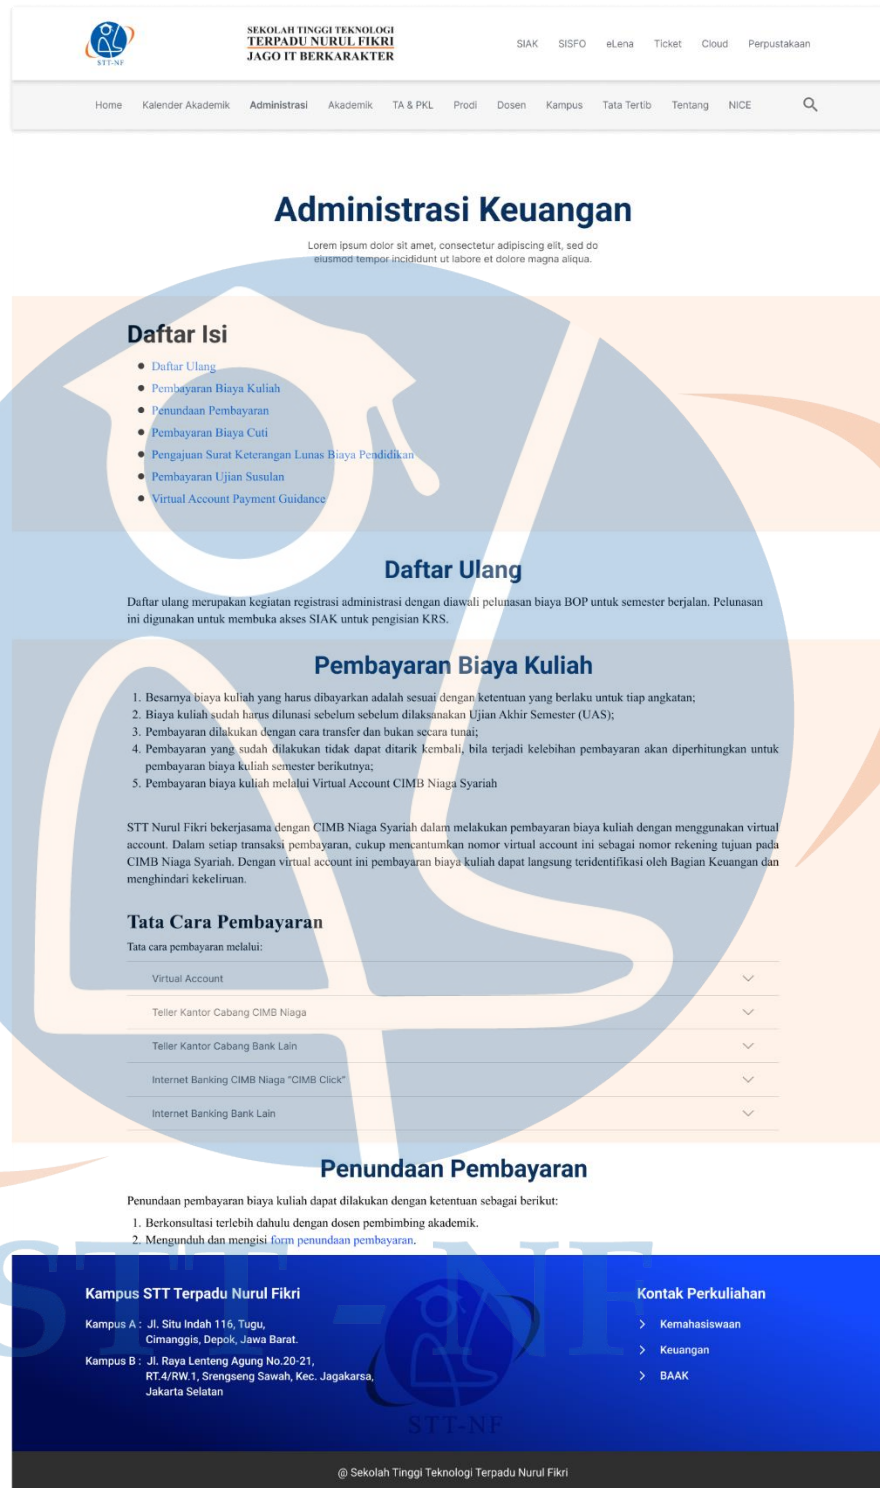 STT-NF
SEKOLAH TINGGI TEKNOLOGI
TERPADU NURUL FIKRI
JAGO IT BERKARAKTER
SIAK SISFO eLena Ticket Cloud Perpustakaan
Home Kalender Akademik Administrasi Akademik TA & PKL Prodi Dosen Kampus Tata Tertib Tentang NICE
Administrasi Keuangan
Lorem ipsum dolor sit amet, consectetur adipiscing elit, sed do
eiusmod tempor incididunt ut labore et dolore magna aliqua.
Daftar Isi
Daftar Ulang
Pembayaran Biaya Kuliah
Penundaan Pembayaran
Pembayaran Biaya Cuti
Pengajuan Surat Keterangan Lunas Biaya Pendidikan
Pembayaran Ujian Susulan
Virtual Account Payment Guidance
Daftar Ulang
Daftar ulang merupakan kegiatan registrasi administrasi dengan diawali pelunasan biaya BOP untuk semester berjalan. Pelunasan
ini digunakan untuk membuka akses SIAK untuk pengisian KRS.
Pembayaran Biaya Kuliah
1. Besarnya biaya kuliah yang harus dibayarkan adalah sesuai dengan ketentuan yang berlaku untuk tiap angkatan;
2. Biaya kuliah sudah harus dilunasi sebelum sebelum dilaksanakan Ujian Akhir Semester (UAS);
3. Pembayaran dilakukan dengan cara transfer dan bukan secara tunai;
4. Pembayaran yang sudah dilakukan tidak dapat ditarik kembali, bila terjadi kelebihan pembayaran akan diperhitungkan untuk
pembayaran biaya kuliah semester berikutnya;
5. Pembayaran biaya kuliah melalui Virtual Account CIMB Niaga Syariah
STT Nurul Fikri bekerjasama dengan CIMB Niaga Syariah dalam melakukan pembayaran biaya kuliah dengan menggunakan virtual
account. Dalam setiap transaksi pembayaran, cukup mencantumkan nomor virtual account ini sebagai nomor rekening tujuan pada
CIMB Niaga Syariah. Dengan virtual account ini pembayaran biaya kuliah dapat langsung teridentifikasi oleh Bagian Keuangan dan
menghindari kekeliruan.
Tata Cara Pembayaran
Tata cara pembayaran melalui:
Virtual Account
Teller Kantor Cabang CIMB Niaga
Teller Kantor Cabang Bank Lain
Internet Banking CIMB Niaga "CIMB Click"
Internet Banking Bank Lain
Penundaan Pembayaran
Penundaan pembayaran biaya kuliah dapat dilakukan dengan ketentuan sebagai berikut:
1. Berkonsultasi terlebih dahulu dengan dosen pembimbing akademik.
2. Mengunduh dan mengisi form penundaan pembayaran.
STT - NF
Kampus STT Terpadu Nurul Fikri
Kampus A : Jl. Situ Indah 116, Tugu,
Cimanggis, Depok, Jawa Barat.
Kampus B : Jl. Raya Lenteng Agung No.20-21,
RT.4/RW.1, Srengseng Sawah, Kec. Jagakarsa,
Jakarta Selatan
STT-NF
Kontak Perkuliahan
Kemahasiswaan
Keuangan
BAAK
@ Sekolah Tinggi Teknologi Terpadu Nurul Fikri